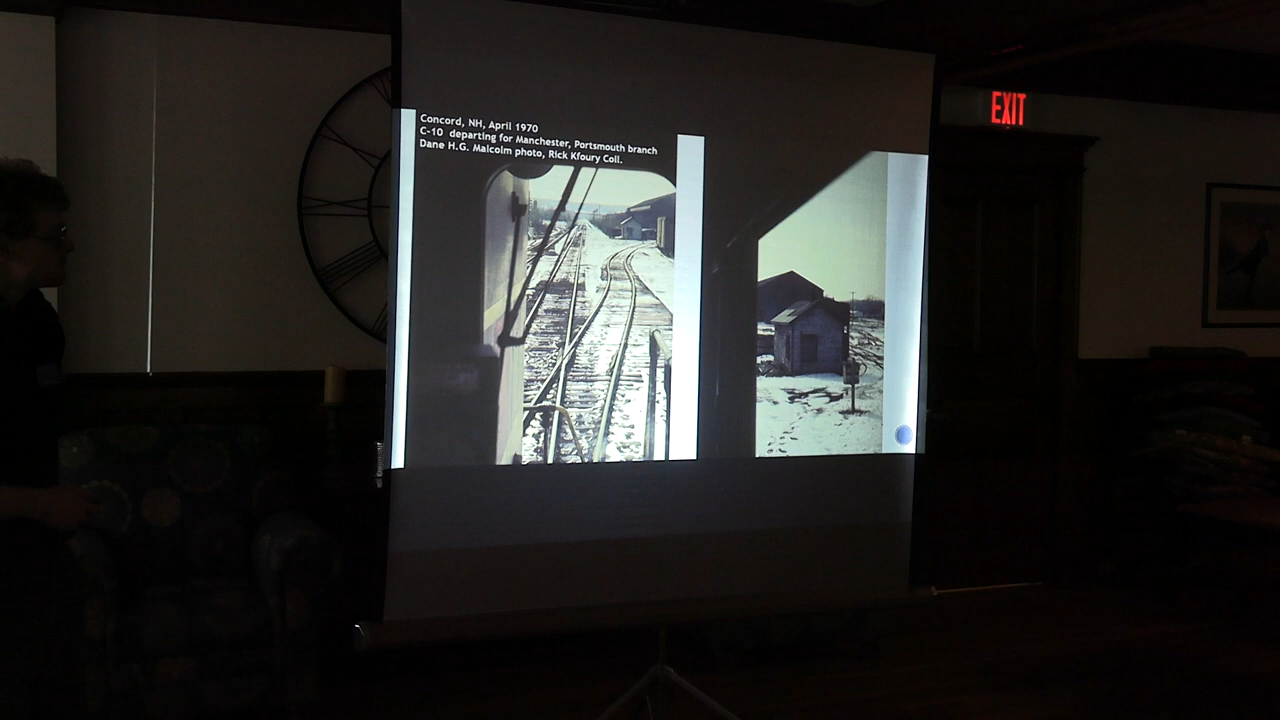 Concord, NH, April 1970
C-10 departing for Manchester, Portsmouth branch
Dane H.G. Malcolm photo, Rick Kfoury Coll.
EXIT